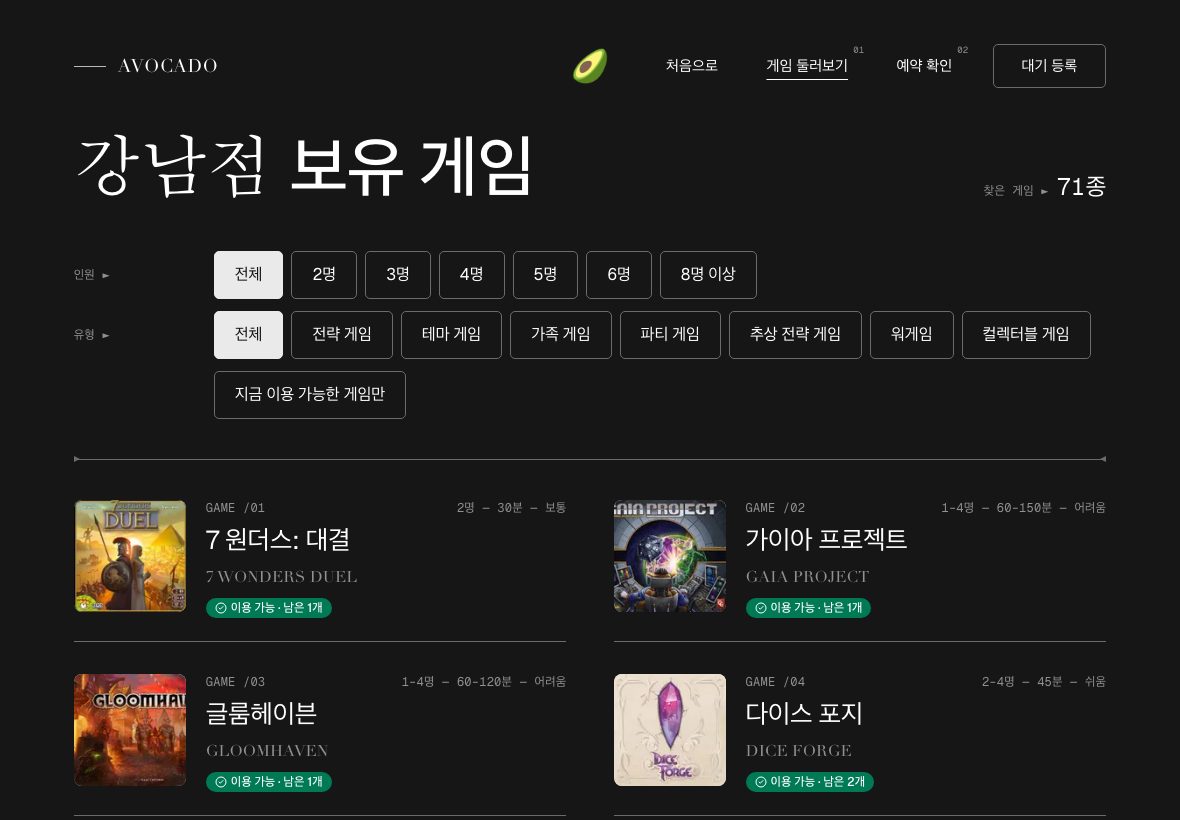 AVOCADO
처음으로
게임 둘러보기 01
예약 확인 02
대기 등록
강남점 보유 게임
찾은 게임 ► 71종
인원 ►
전체 2명 3명 4명 5명 6명 8명 이상
유형 ►
전체 전략 게임 테마 게임 가족 게임 파티 게임 추상 전략 게임 워게임 컬렉터블 게임
지금 이용 가능한 게임만
DUEL
GAME /01
2명 — 30분 — 보통
7 원더스: 대결
7 WONDERS DUEL
이용 가능 · 남은 1개
GAIA PROJECT
GAME /02
1-4명 — 60-150분 — 어려움
가이아 프로젝트
GAIA PROJECT
이용 가능 · 남은 1개
GLOOMHAV
GAME /03
1-4명 — 60-120분 — 어려움
글룸헤이븐
GLOOMHAVEN
이용 가능 · 남은 1개
DICE
FORGE
GAME /04
2-4명 — 45분 — 쉬움
다이스 포지
DICE FORGE
이용 가능 · 남은 2개